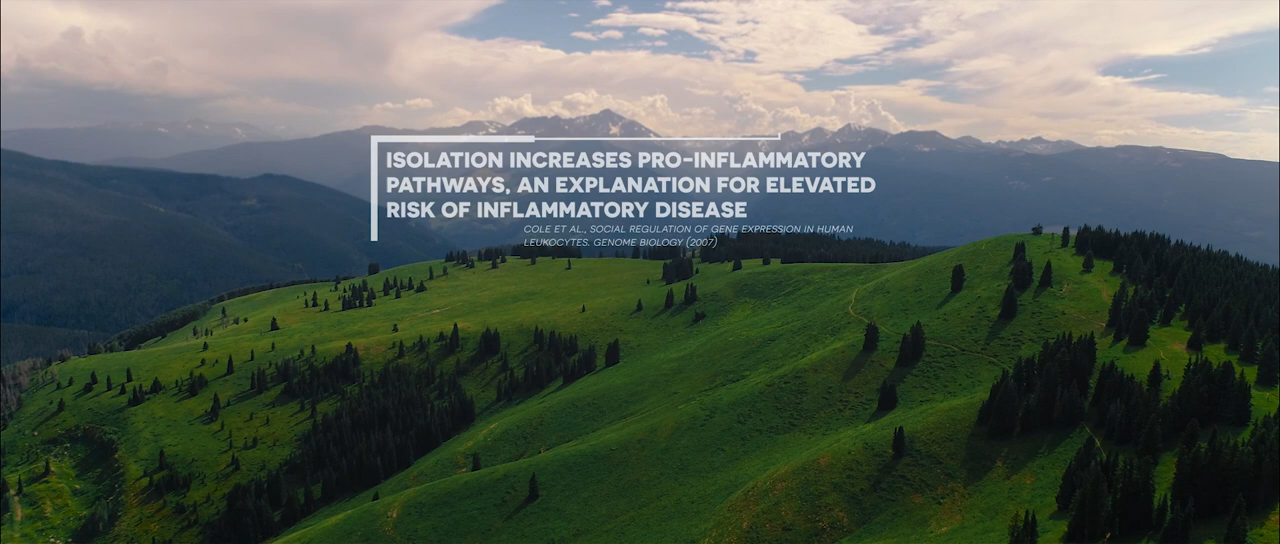 ISOLATION INCREASES PRO-INFLAMMATORY
PATHWAYS, AN EXPLANATION FOR ELEVATED
RISK OF INFLAMMATORY DISEASE
COLE ET AL., SOCIAL REGULATION OF GENE EXPRESSION IN HUMAN
LEUKOCYTES. GENOME BIOLOGY (2007)